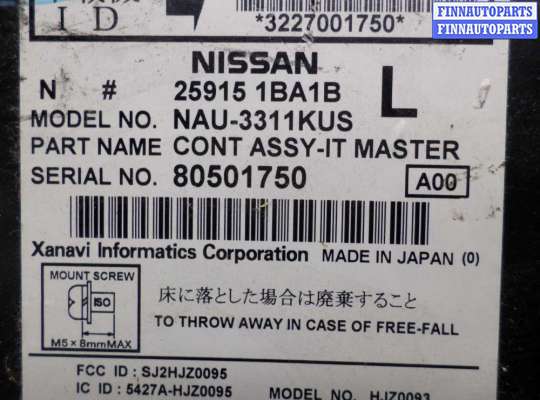 FINNAUTOPARTS
FINNAUTOPARTS
I D
*3227001750*
NISSAN
N # 25915 1BA1B L
MODEL NO. NAU-3311KUS
PART NAME CONT ASSY-IT MASTER
SERIAL NO. 80501750 A00
Xanavi Informatics Corporation MADE IN JAPAN (0)
MOUNT SCREW
ISO
M5×8mmMAX
床に落とした場合は廃棄すること
TO THROW AWAY IN CASE OF FREE-FALL
FCC ID : SJ2HJZ0095
IC ID : 5427A-HJZ0095 MODEL NO. HJZ0093